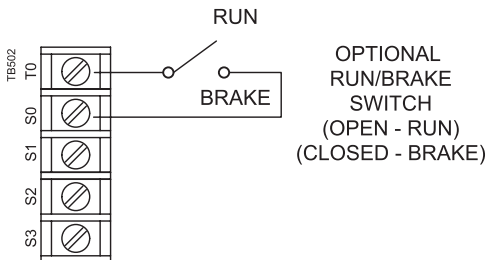 RUN
TB502
T0
S0
S1
S2
S3
BRAKE
OPTIONAL
RUN/BRAKE
SWITCH
(OPEN - RUN)
(CLOSED - BRAKE)